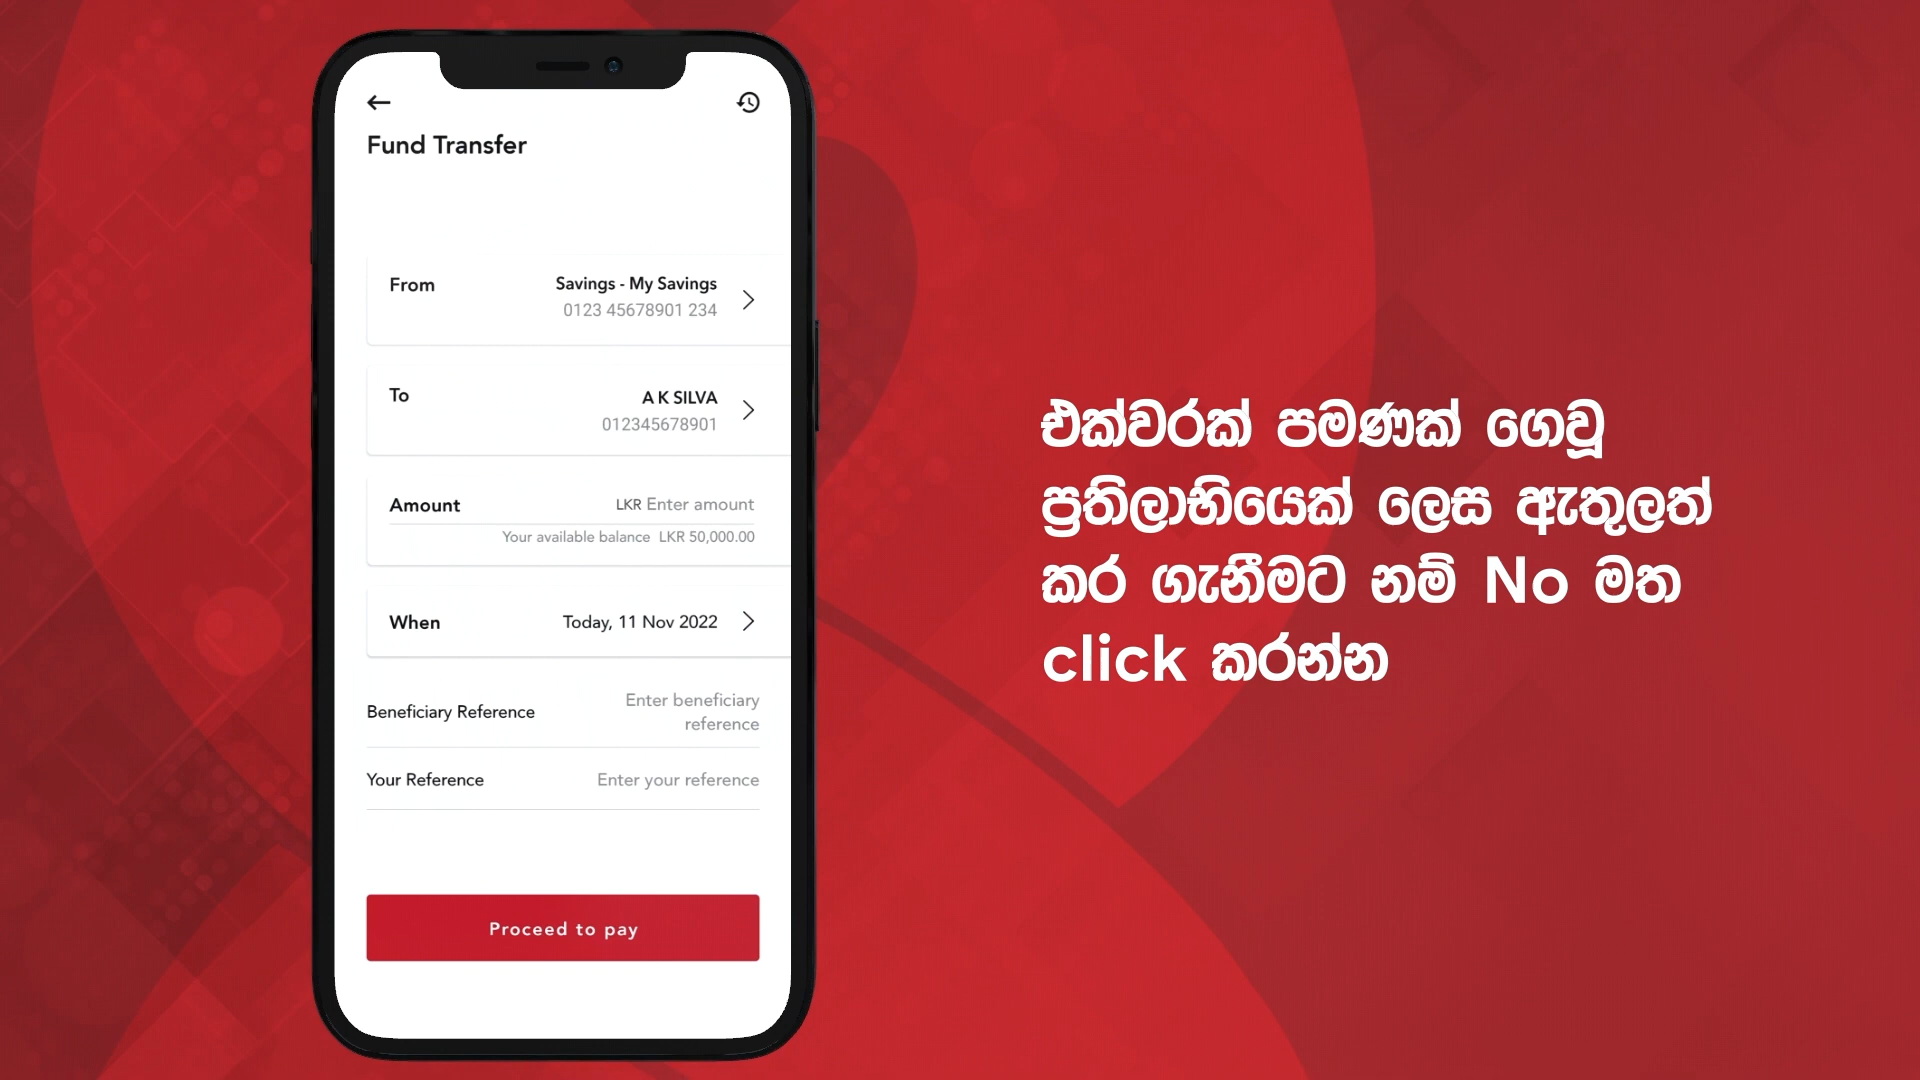 Fund Transfer
From
Savings - My Savings
0123 45678901 234
To
A K SILVA
012345678901
Amount
LKR Enter amount
Your available balance LKR 50,000.00
When
Today, 11 Nov 2022
Beneficiary Reference
Enter beneficiary
reference
Your Reference
Enter your reference
Proceed to pay
එක්වරක් පමණක් ගෙවූ
ප්‍රතිලාභියෙක් ලෙස ඇතුලත්
කර ගැනීමට නම් No මත
click කරන්න